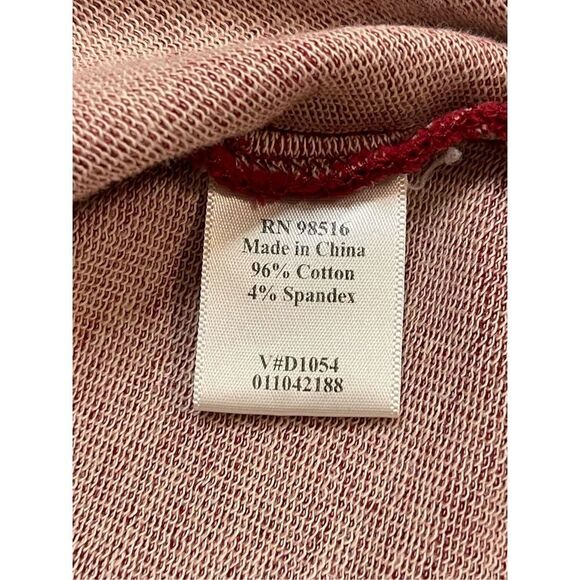 RN 98516
Made in China
96% Cotton
4% Spandex
V#D1054
011042188